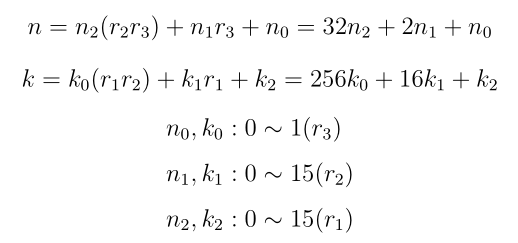 n = n₂(r₂r₃) + n₁r₃ + n₀ = 32n₂ + 2n₁ + n₀
k = k₀(r₁r₂) + k₁r₁ + k₂ = 256k₀ + 16k₁ + k₂
n₀, k₀ : 0 ∼ 1(r₃)
n₁, k₁ : 0 ∼ 15(r₂)
n₂, k₂ : 0 ∼ 15(r₁)